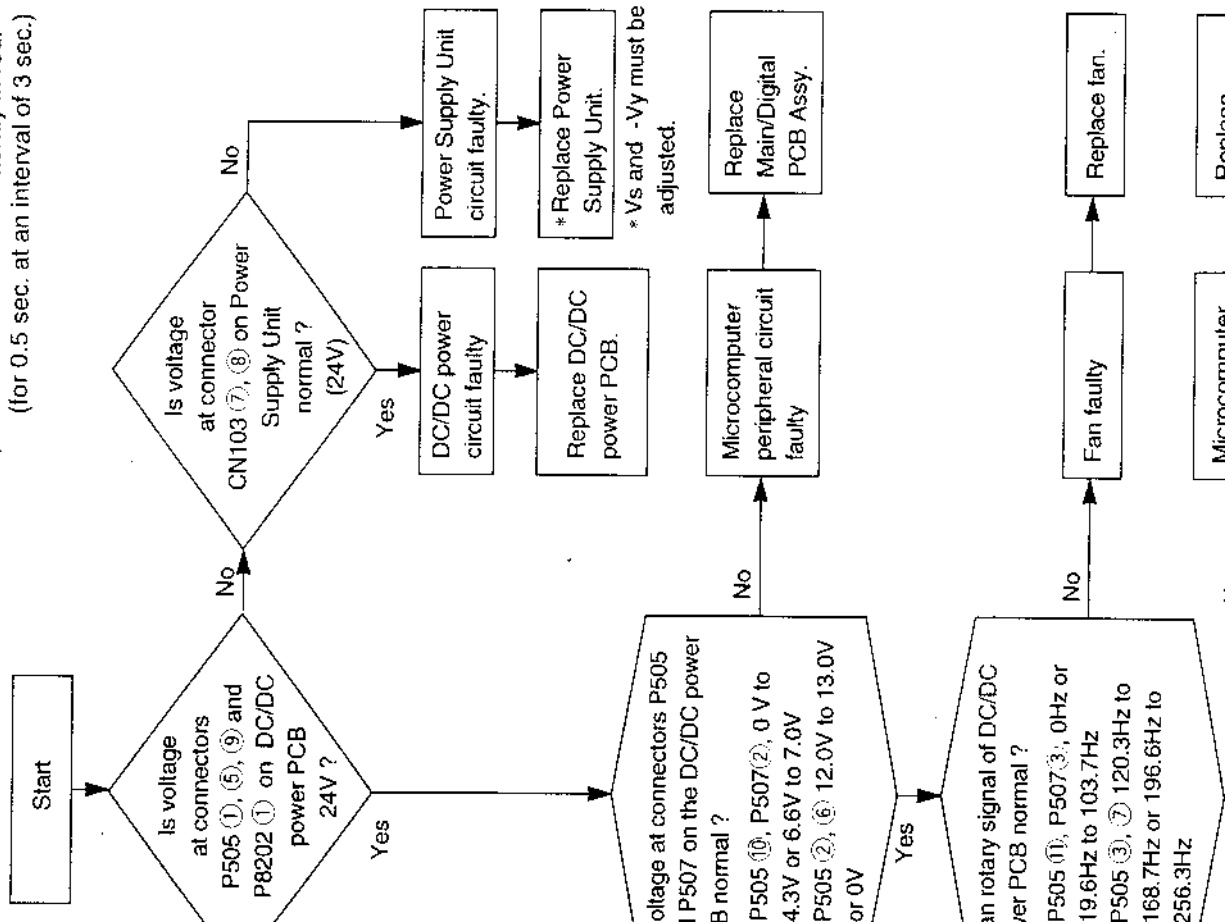 (for 0.5 sec. at an interval of 3 sec.)
Start
Is voltage
at connectors
P505 ①, ⑤, ⑨ and
P8202 ① on DC/DC
power PCB
24V ?
No
Yes
Is voltage
at connector
CN103 ⑦, ⑧ on Power
Supply Unit
normal ?
(24V)
No
Yes
Power Supply Unit
circuit faulty.
* Replace Power
Supply Unit.
* Vs and -Vy must be
adjusted.
DC/DC power
circuit faulty
Replace DC/DC
power PCB.
oltage at connectors P505
P507 on the DC/DC power
B normal ?
P505 ⑩, P507②, 0 V to
4.3V or 6.6V to 7.0V
P505 ②, ⑥ 12.0V to 13.0V
or 0V
No
Yes
Microcomputer
peripheral circuit
faulty
Replace
Main/Digital
PCB Assy.
an rotary signal of DC/DC
er PCB normal ?
P505 ⑪, P507③, 0Hz or
19.6Hz to 103.7Hz
P505 ③, ⑦ 120.3Hz to
168.7Hz or 196.6Hz to
256.3Hz
No
Fan faulty
Replace fan.
Microcomputer
Replace